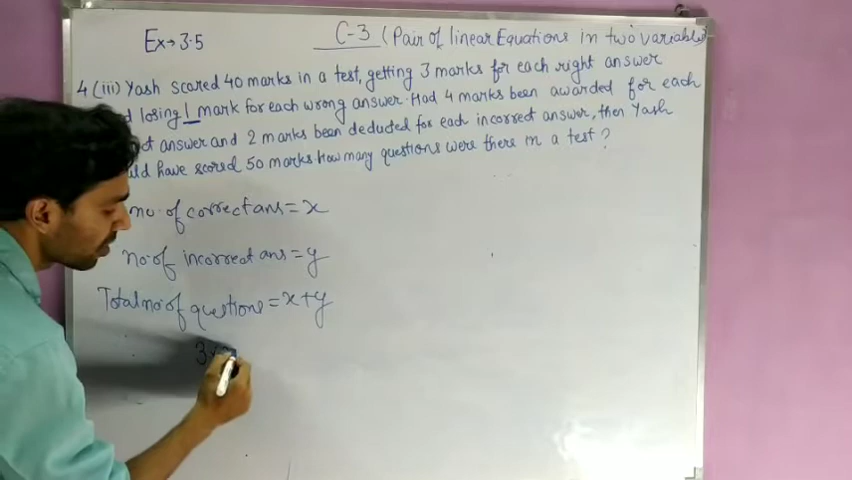 Ex→3.5
C-3 (Pair of linear Equations in two variables)
4 (iii) Yash scored 40 marks in a test, getting 3 marks for each right answer
d losing 1 mark for each wrong answer. Had 4 marks been awarded for each
ct answer and 2 marks been deducted for each incorrect answer, then Yash
uld have scored 50 marks. How many questions were there in a test?
no. of correct ans = x
no. of incorrect ans = y
Total no. of questions = x+y
3